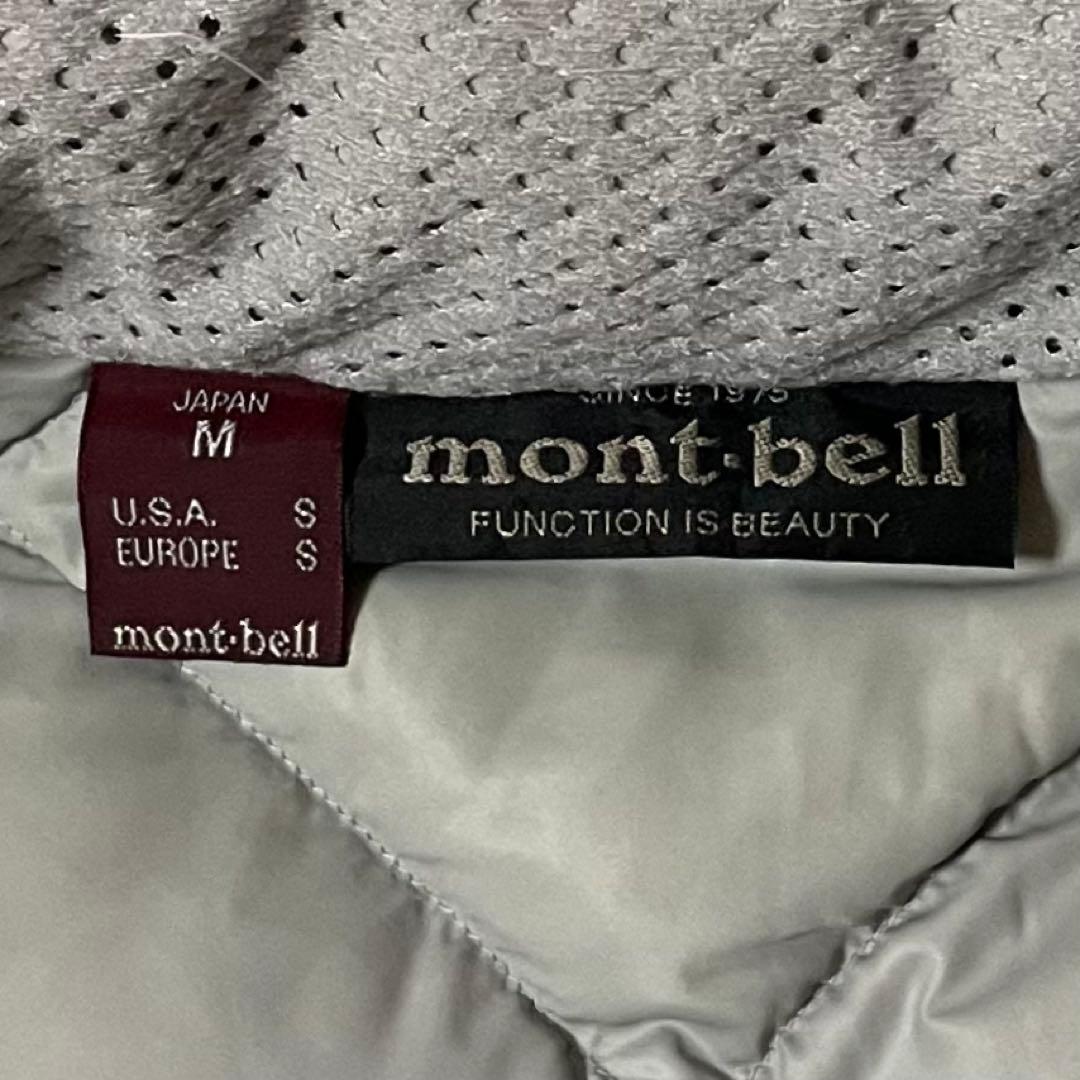 JAPAN
M
U.S.A. S
EUROPE S
mont·bell
SINCE 1975
mont·bell
FUNCTION IS BEAUTY